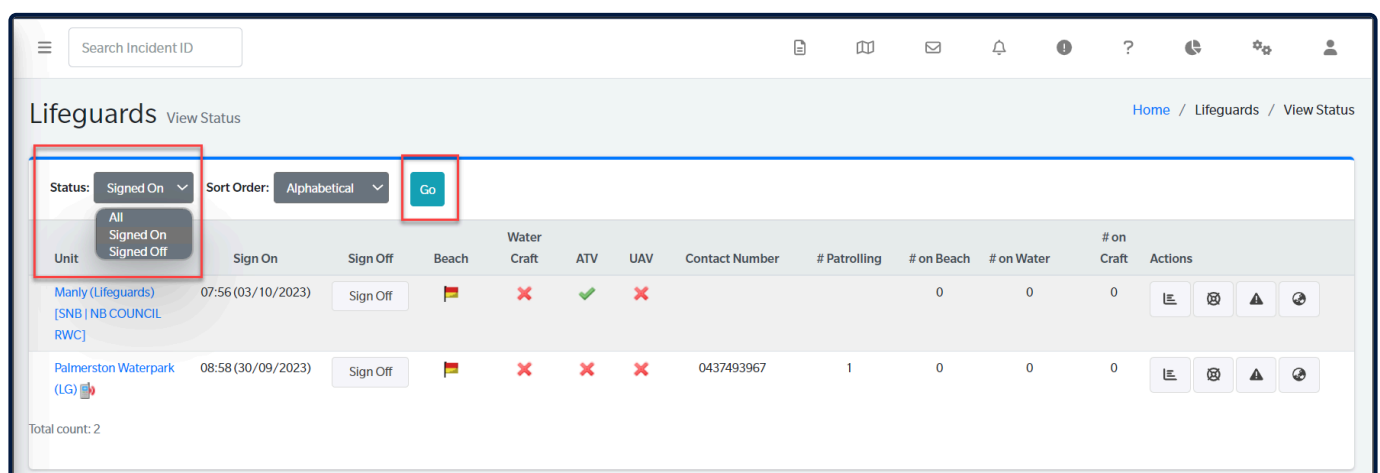 Search Incident ID
Lifeguards View Status
Home / Lifeguards / View Status
Status: Signed On Sort Order: Alphabetical Go
All
Signed On
Signed Off
Unit Sign On Sign Off Beach Water Craft ATV UAV Contact Number # Patrolling # on Beach # on Water # on Craft Actions
Manly (Lifeguards) 07:56 (03/10/2023) Sign Off 0 0 0
[SNB | NB COUNCIL
RWC]
Palmerston Waterpark 08:58 (30/09/2023) Sign Off 0437493967 1 0 0 0
(LG)
Total count: 2